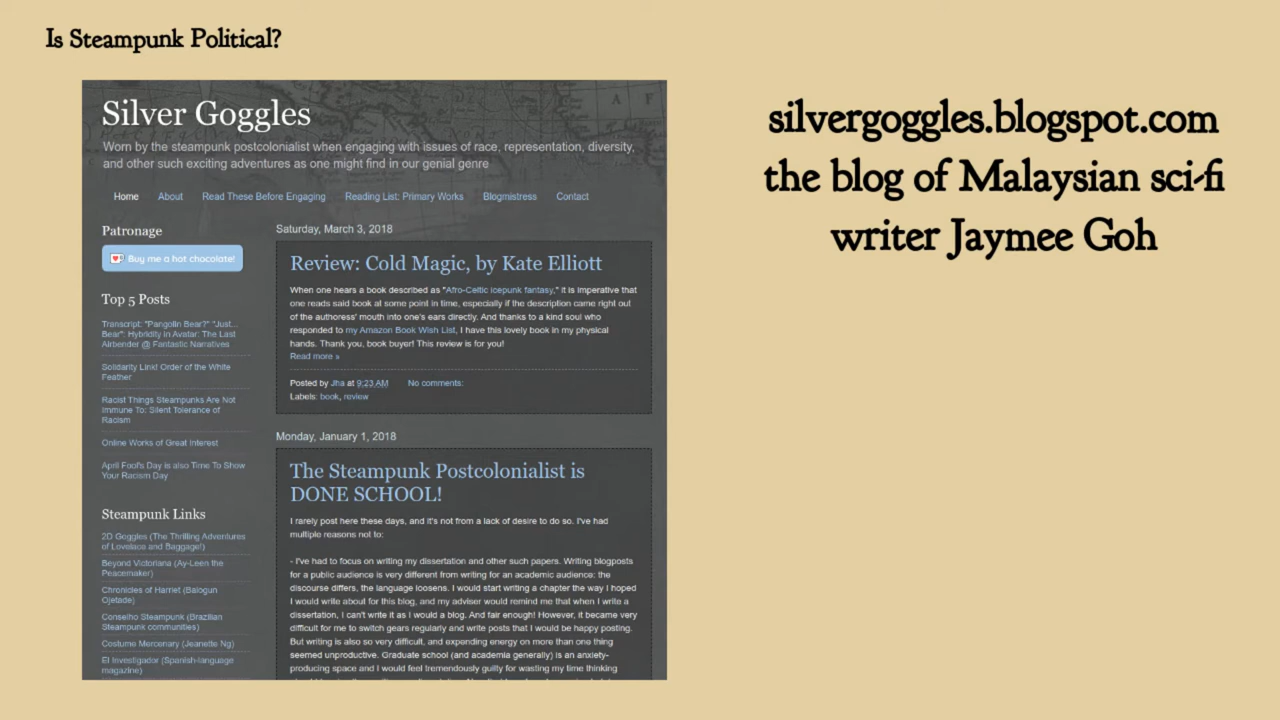 Is Steampunk Political?
Silver Goggles
Worn by the steampunk postcolonialist when engaging with issues of race, representation, diversity,
and other such exciting adventures as one might find in our genial genre
Home About Read These Before Engaging Reading List: Primary Works Blogmistress Contact
Patronage
Buy me a hot chocolate!
Top 5 Posts
Transcript: "Pangolin Bear?" "Just...
Bear": Hybridity in Avatar: The Last
Airbender @ Fantastic Narratives
Solidarity Link! Order of the White
Feather
Racist Things Steampunks Are Not
Immune To: Silent Tolerance of
Racism
Online Works of Great Interest
April Fool's Day is also Time To Show
Your Racism Day
Steampunk Links
2D Goggles (The Thrilling Adventures
of Lovelace and Baggage!)
Beyond Victoriana (Ay-Leen the
Peacemaker)
Chronicles of Harriet (Balogun
Ojetade)
Conselho Steampunk (Brazilian
Steampunk communities)
Costume Mercenary (Jeanette Ng)
El Investigador (Spanish-language
magazine)
Saturday, March 3, 2018
Review: Cold Magic, by Kate Elliott
When one hears a book described as "Afro-Celtic icepunk fantasy," it is imperative that
one reads said book at some point in time, especially if the description came right out
of the authoress' mouth into one's ears directly. And thanks to a kind soul who
responded to my Amazon Book Wish List, I have this lovely book in my physical
hands. Thank you, book buyer! This review is for you!
Read more »
Posted by Jha at 9:23 AM No comments:
Labels: book, review
Monday, January 1, 2018
The Steampunk Postcolonialist is
DONE SCHOOL!
I rarely post here these days, and it's not from a lack of desire to do so. I've had
multiple reasons not to:
- I've had to focus on writing my dissertation and other such papers. Writing blogposts
for a public audience is very different from writing for an academic audience: the
discourse differs, the language loosens. I would start writing a chapter the way I hoped
I would write about for this blog, and my adviser would remind me that when I write a
dissertation, I can't write it as I would a blog. And fair enough! However, it became very
difficult for me to switch gears regularly and write posts that I would be happy posting.
But writing is also so very difficult, and expending energy on more than one thing
seemed unproductive. Graduate school (and academia generally) is an anxiety-
producing space and I would feel tremendously guilty for wasting my time thinking
silvergoggles.blogspot.com
the blog of Malaysian sci-fi
writer Jaymee Goh